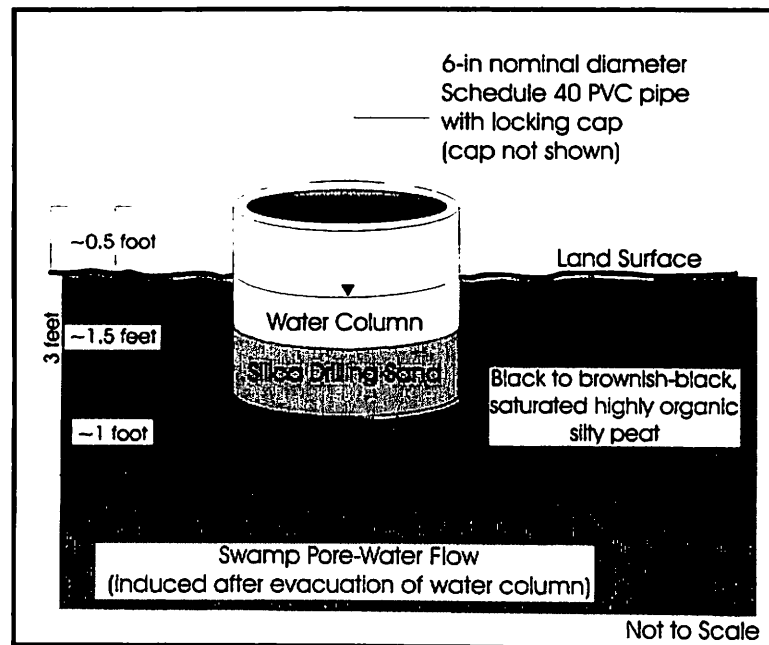 6-in nominal diameter
Schedule 40 PVC pipe
with locking cap
(cap not shown)
~0.5 foot
Land Surface
3 feet
~1.5 feet
Water Column
Silica Drilling Sand
Black to brownish-black,
saturated highly organic
silty peat
~1 foot
Swamp Pore-Water Flow
(induced after evacuation of water column)
Not to Scale